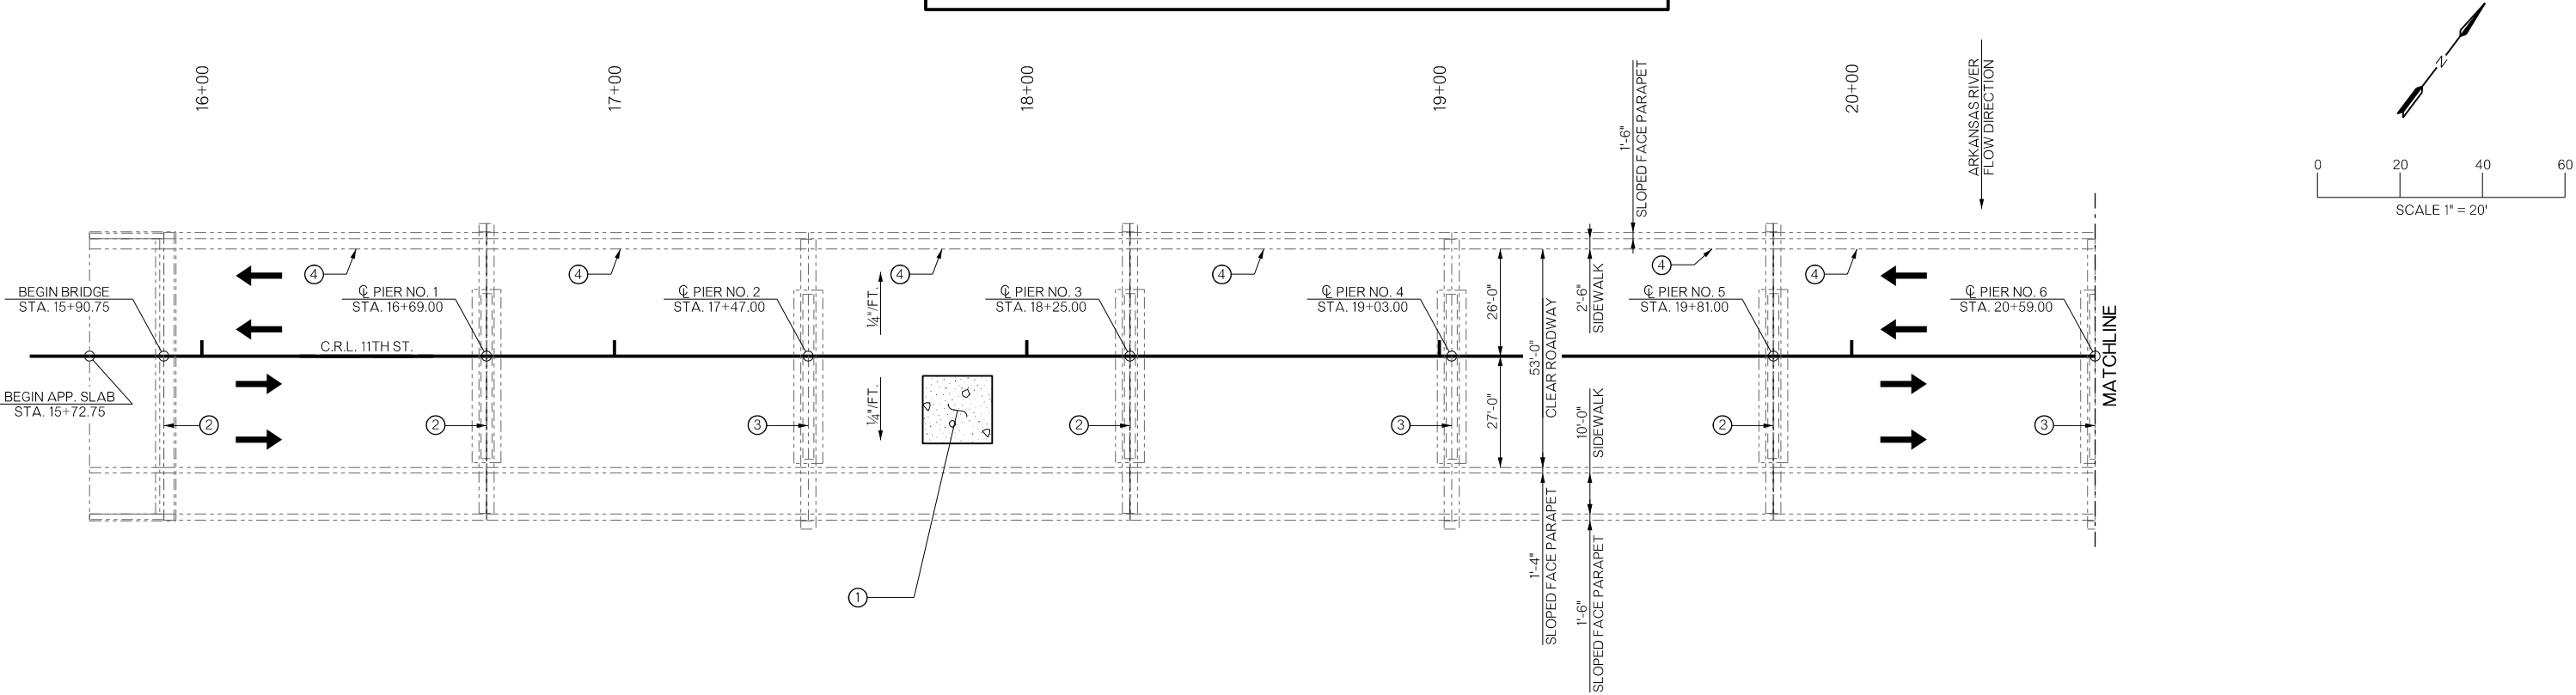 16+00
17+00
18+00
19+00
20+00
1'-6"
SLOPED FACE PARAPET
ARKANSAS RIVER
FLOW DIRECTION
N
0 20 40 60
SCALE 1" = 20'
4
4
4
4
4
4
BEGIN BRIDGE
STA. 15+90.75
℄ PIER NO. 1
STA. 16+69.00
℄ PIER NO. 2
STA. 17+47.00
¼"/FT.
℄ PIER NO. 3
STA. 18+25.00
℄ PIER NO. 4
STA. 19+03.00
26'-0"
53'-0"
CLEAR ROADWAY
2'-6"
SIDEWALK
℄ PIER NO. 5
STA. 19+81.00
℄ PIER NO. 6
STA. 20+59.00
MATCHLINE
C.R.L. 11TH ST.
BEGIN APP. SLAB
STA. 15+72.75
2
2
3
¼"/FT.
2
3
27'-0"
10'-0"
SIDEWALK
2
3
1
1'-4"
SLOPED FACE PARAPET
1'-6"
SLOPED FACE PARAPET